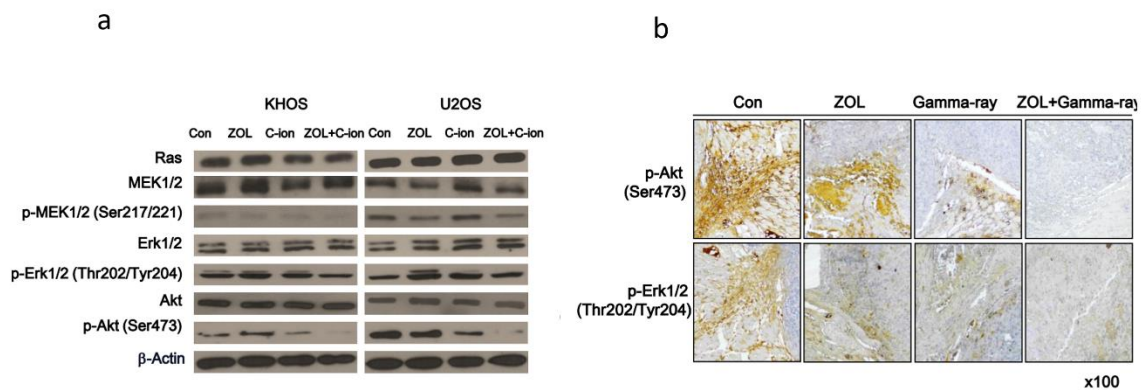 a
KHOS U2OS
Con ZOL C-ion ZOL+C-ion Con ZOL C-ion ZOL+C-ion
Ras
MEK1/2
p-MEK1/2 (Ser217/221)
Erk1/2
p-Erk1/2 (Thr202/Tyr204)
Akt
p-Akt (Ser473)
β-Actin
b
Con ZOL Gamma-ray ZOL+Gamma-ray
p-Akt
(Ser473)
p-Erk1/2
(Thr202/Tyr204)
x100